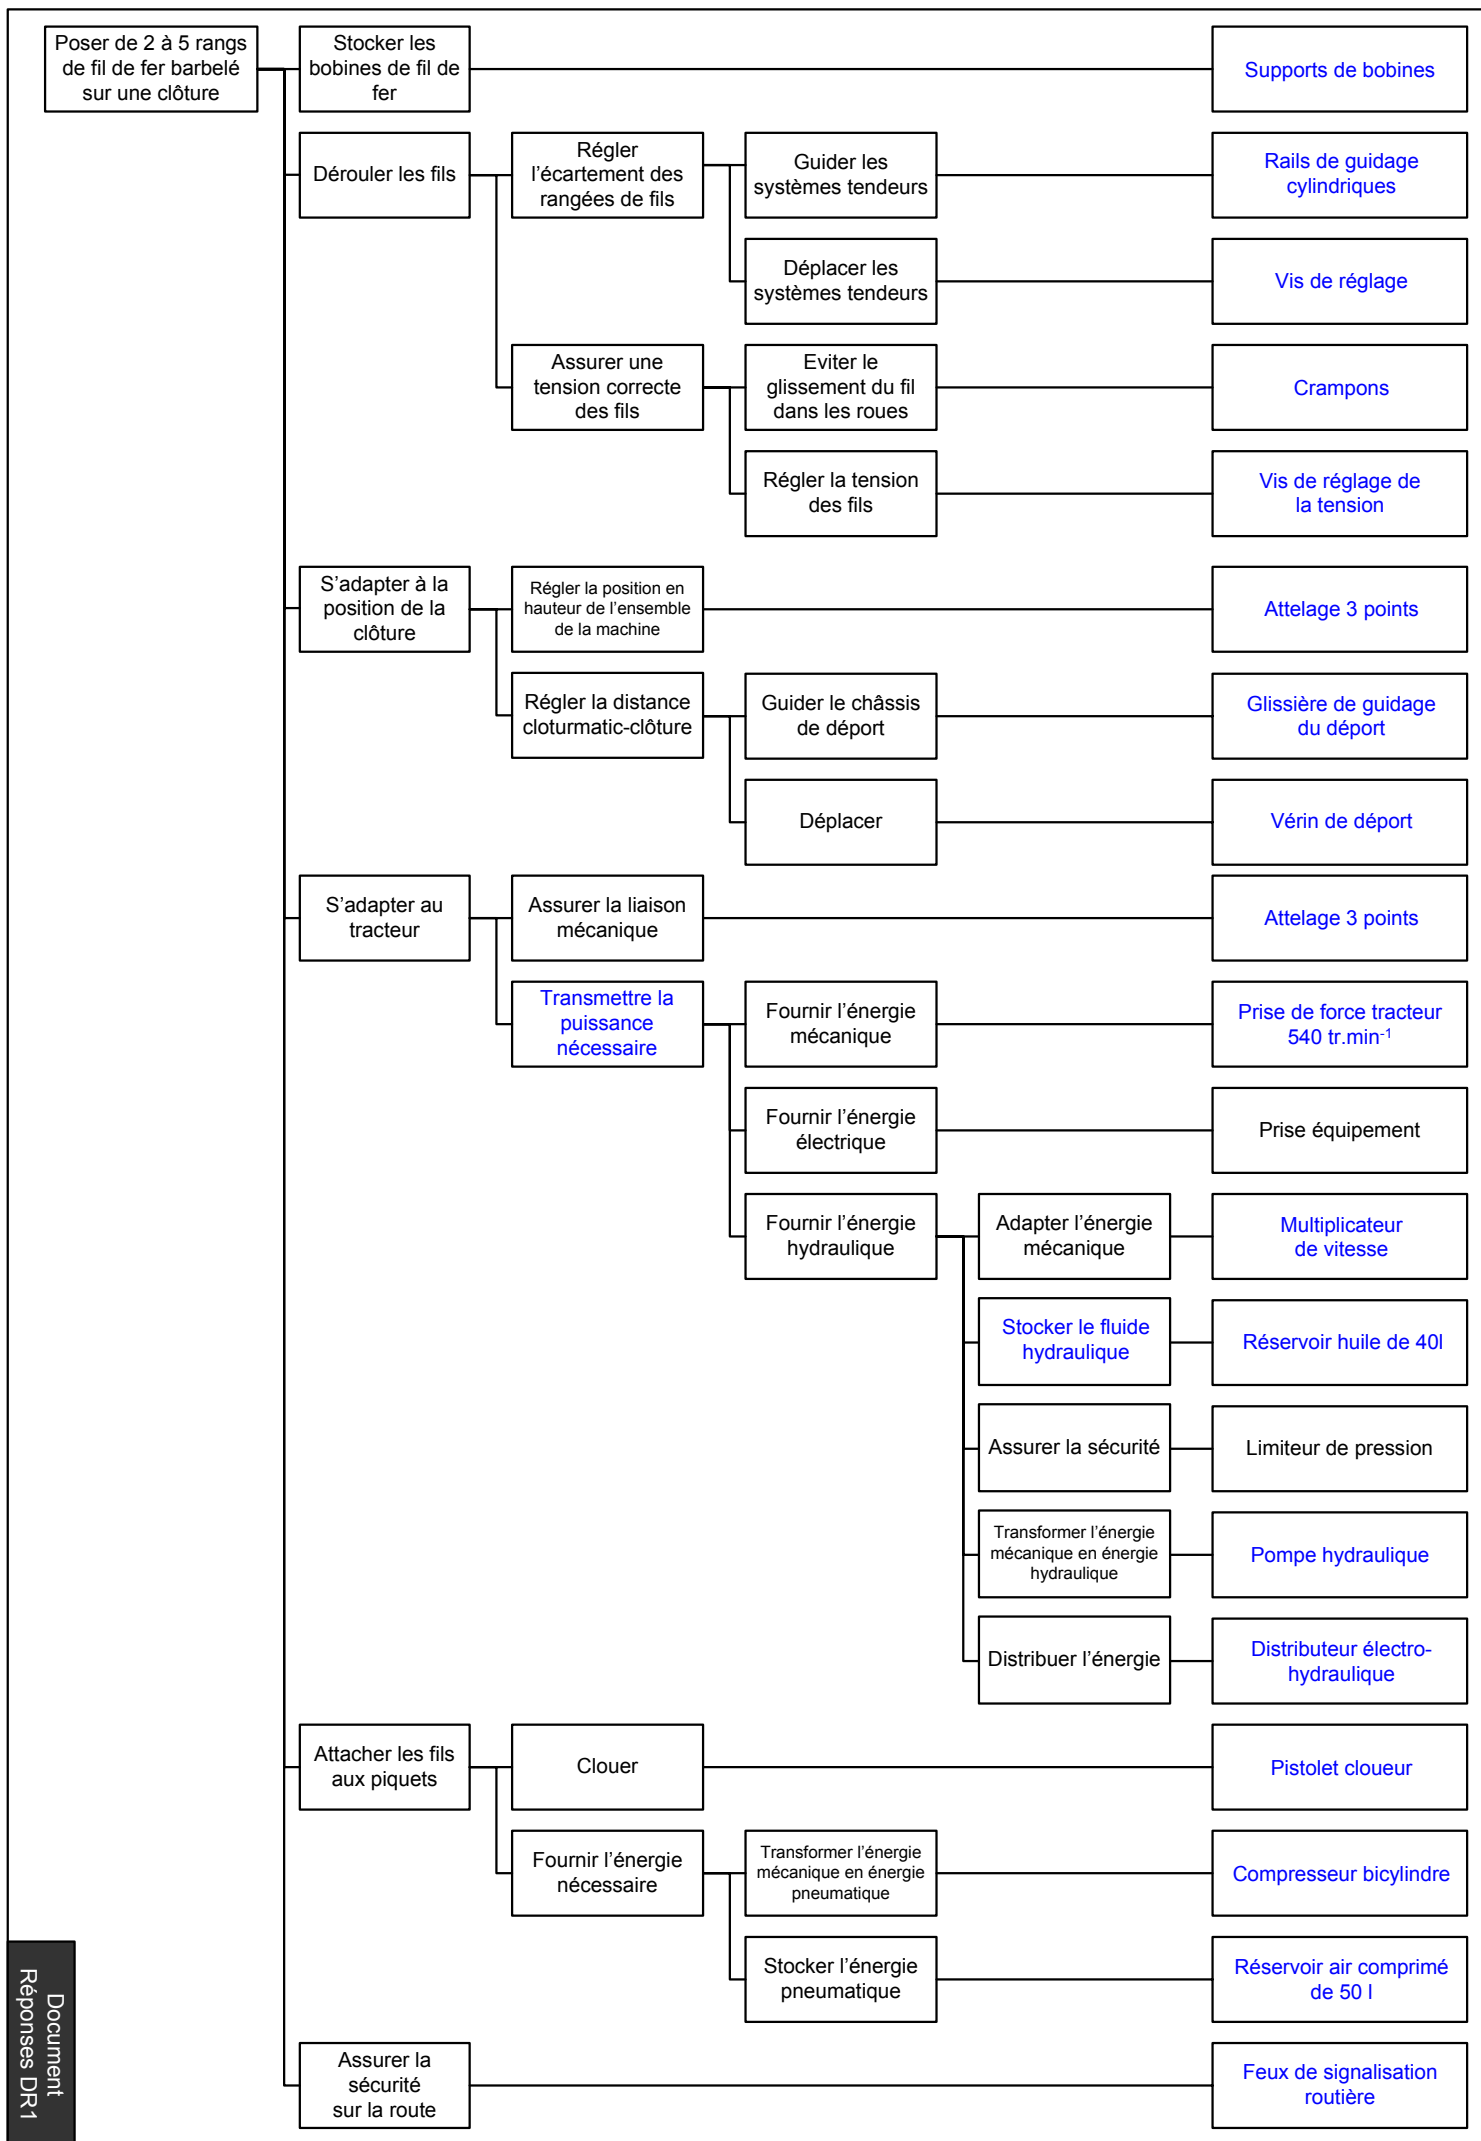 Poser de 2 à 5 rangs
de fil de fer barbelé
sur une clôture
Stocker les
bobines de fil de
fer
Supports de bobines
Dérouler les fils
Régler
l’écartement des
rangées de fils
Guider les
systèmes tendeurs
Rails de guidage
cylindriques
Déplacer les
systèmes tendeurs
Vis de réglage
Assurer une
tension correcte
des fils
Eviter le
glissement du fil
dans les roues
Crampons
Régler la tension
des fils
Vis de réglage de
la tension
S’adapter à la
position de la
clôture
Régler la position en
hauteur de l’ensemble
de la machine
Attelage 3 points
Régler la distance
cloturmatic-clôture
Guider le châssis
de déport
Glissière de guidage
du déport
Déplacer
Vérin de déport
S’adapter au
tracteur
Assurer la liaison
mécanique
Attelage 3 points
Transmettre la
puissance
nécessaire
Fournir l’énergie
mécanique
Prise de force tracteur
540 tr.min⁻¹
Fournir l’énergie
électrique
Prise équipement
Fournir l’énergie
hydraulique
Adapter l’énergie
mécanique
Multiplicateur
de vitesse
Stocker le fluide
hydraulique
Réservoir huile de 40l
Assurer la sécurité
Limiteur de pression
Transformer l’énergie
mécanique en énergie
hydraulique
Pompe hydraulique
Distribuer l’énergie
Distributeur électro-
hydraulique
Attacher les fils
aux piquets
Clouer
Pistolet cloueur
Fournir l’énergie
nécessaire
Transformer l’énergie
mécanique en énergie
pneumatique
Compresseur bicylindre
Stocker l’énergie
pneumatique
Réservoir air comprimé
de 50 l
Assurer la
sécurité
sur la route
Feux de signalisation
routière
Document
Réponses DR1